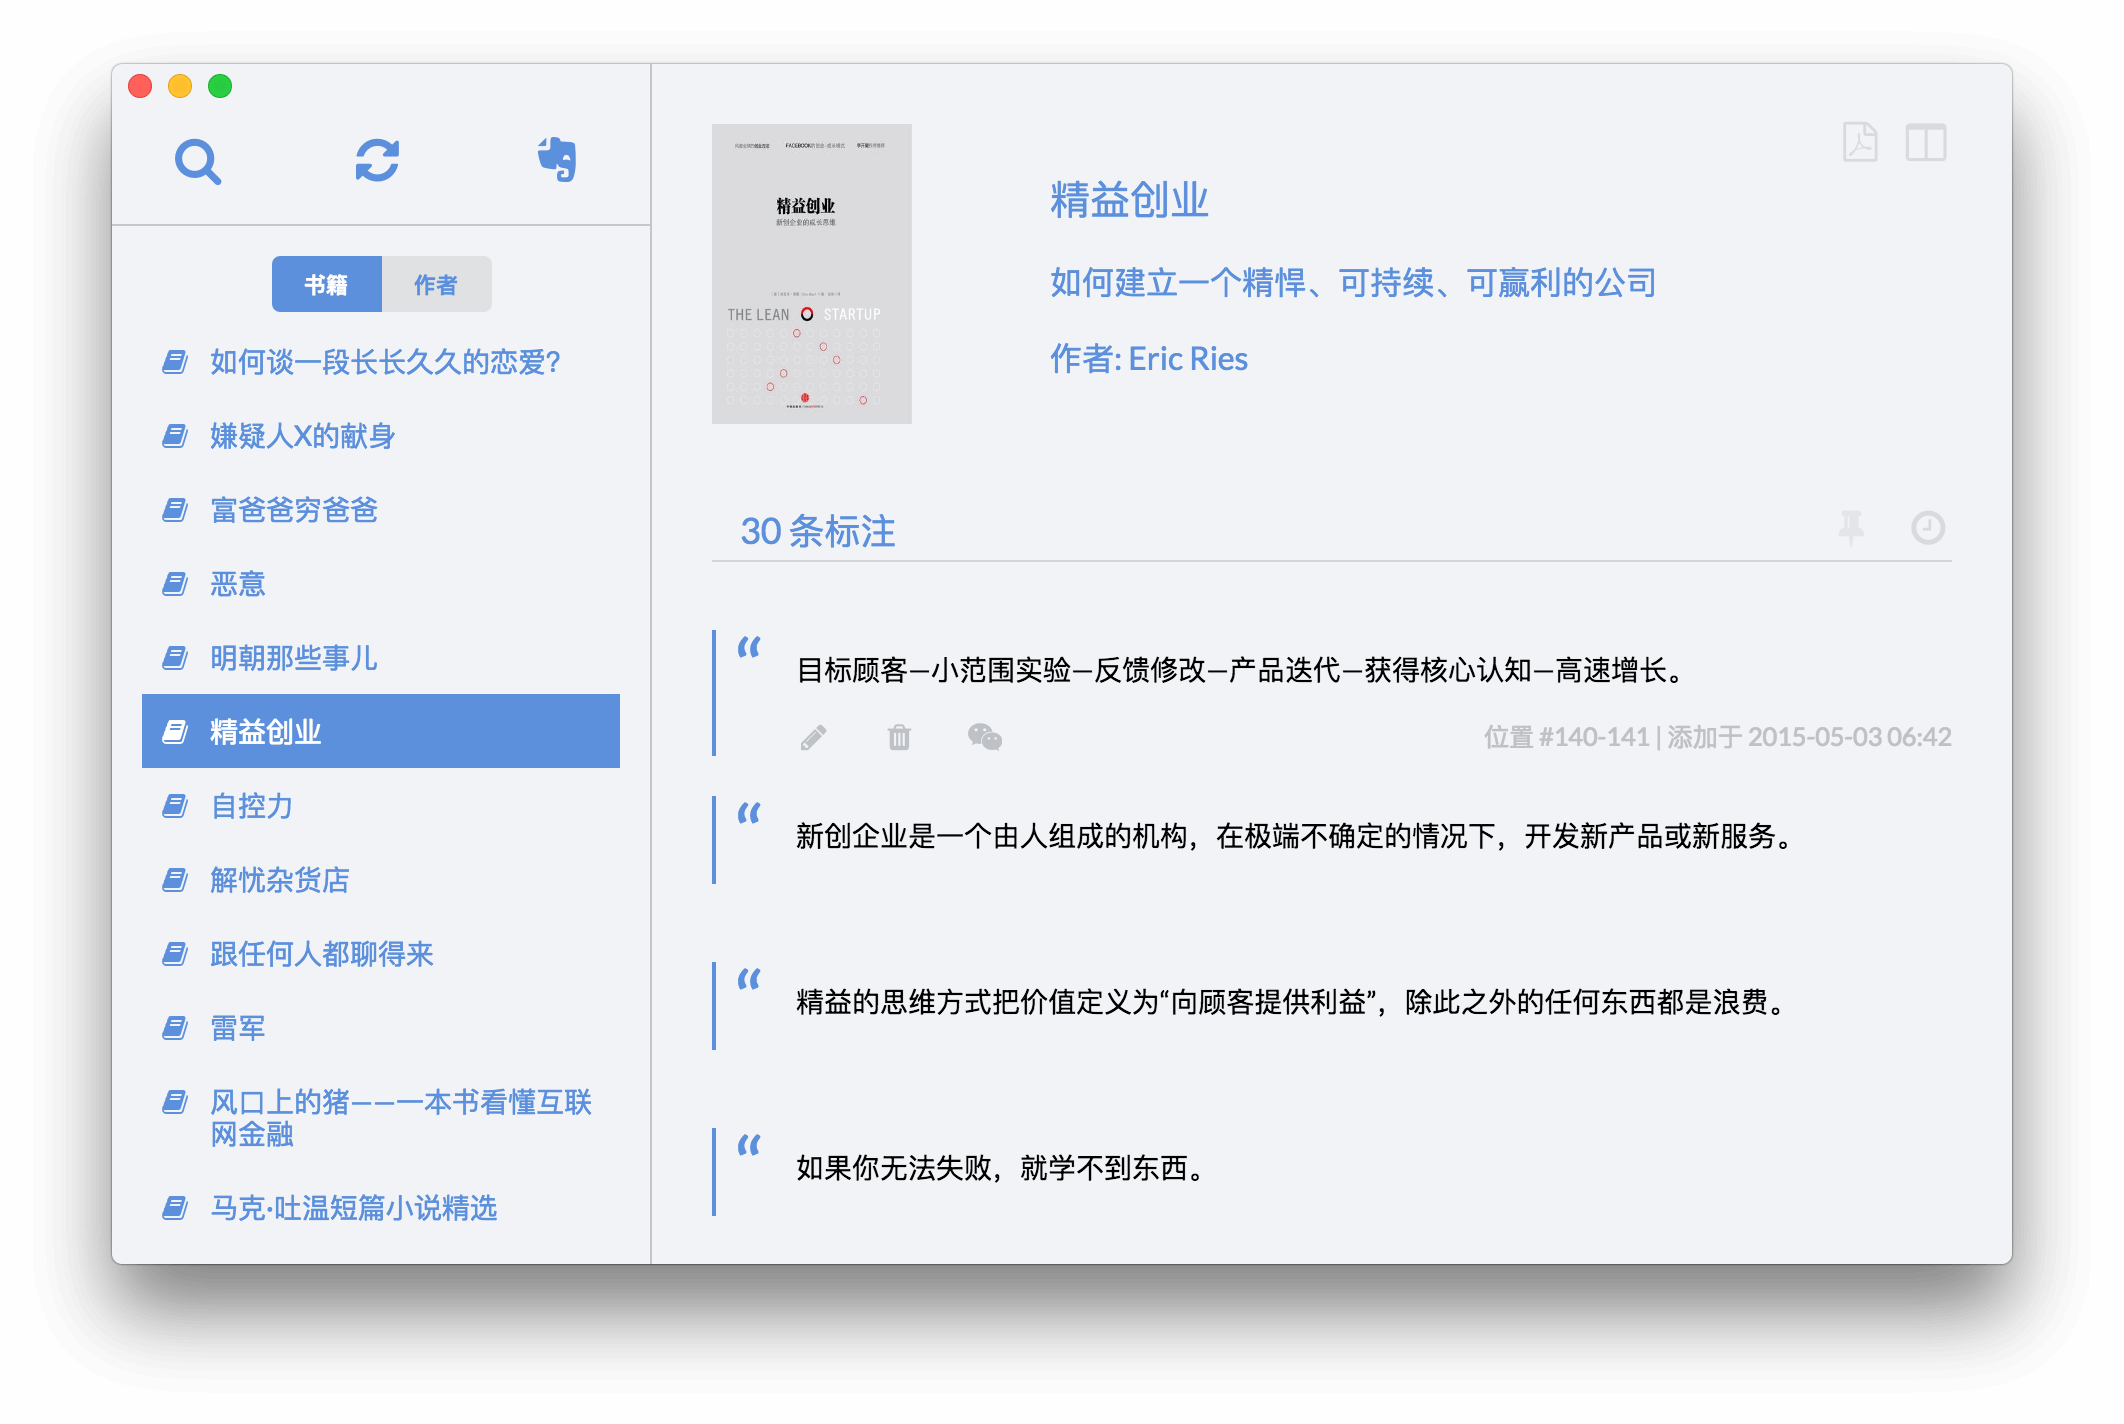 书籍
作者
如何谈一段长长久久的恋爱?
嫌疑人X的献身
富爸爸穷爸爸
恶意
明朝那些事儿
精益创业
自控力
解忧杂货店
跟任何人都聊得来
雷军
风口上的猪——一本书看懂互联
网金融
马克·吐温短篇小说精选
精益创业
新创企业的成长思维
THE LEAN STARTUP
精益创业
如何建立一个精悍、可持续、可赢利的公司
作者: Eric Ries
30 条标注
“
目标顾客—小范围实验—反馈修改—产品迭代—获得核心认知—高速增长。
位置 #140-141 | 添加于 2015-05-03 06:42
“
新创企业是一个由人组成的机构，在极端不确定的情况下，开发新产品或新服务。
“
精益的思维方式把价值定义为“向顾客提供利益”，除此之外的任何东西都是浪费。
“
如果你无法失败，就学不到东西。